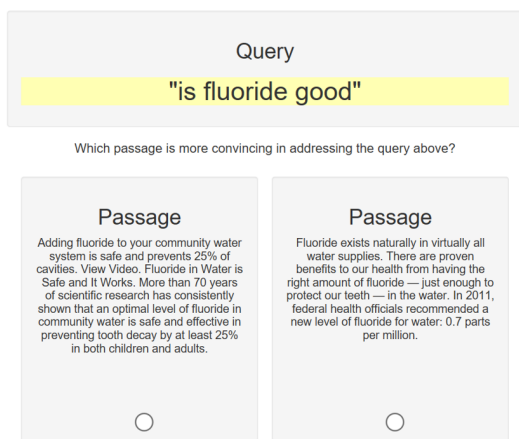 Query
"is fluoride good"
Which passage is more convincing in addressing the query above?
Passage
Adding fluoride to your community water
system is safe and prevents 25% of
cavities. View Video. Fluoride in Water is
Safe and It Works. More than 70 years
of scientific research has consistently
shown that an optimal level of fluoride in
community water is safe and effective in
preventing tooth decay by at least 25%
in both children and adults.
Passage
Fluoride exists naturally in virtually all
water supplies. There are proven
benefits to our health from having the
right amount of fluoride — just enough to
protect our teeth — in the water. In 2011,
federal health officials recommended a
new level of fluoride for water: 0.7 parts
per million.